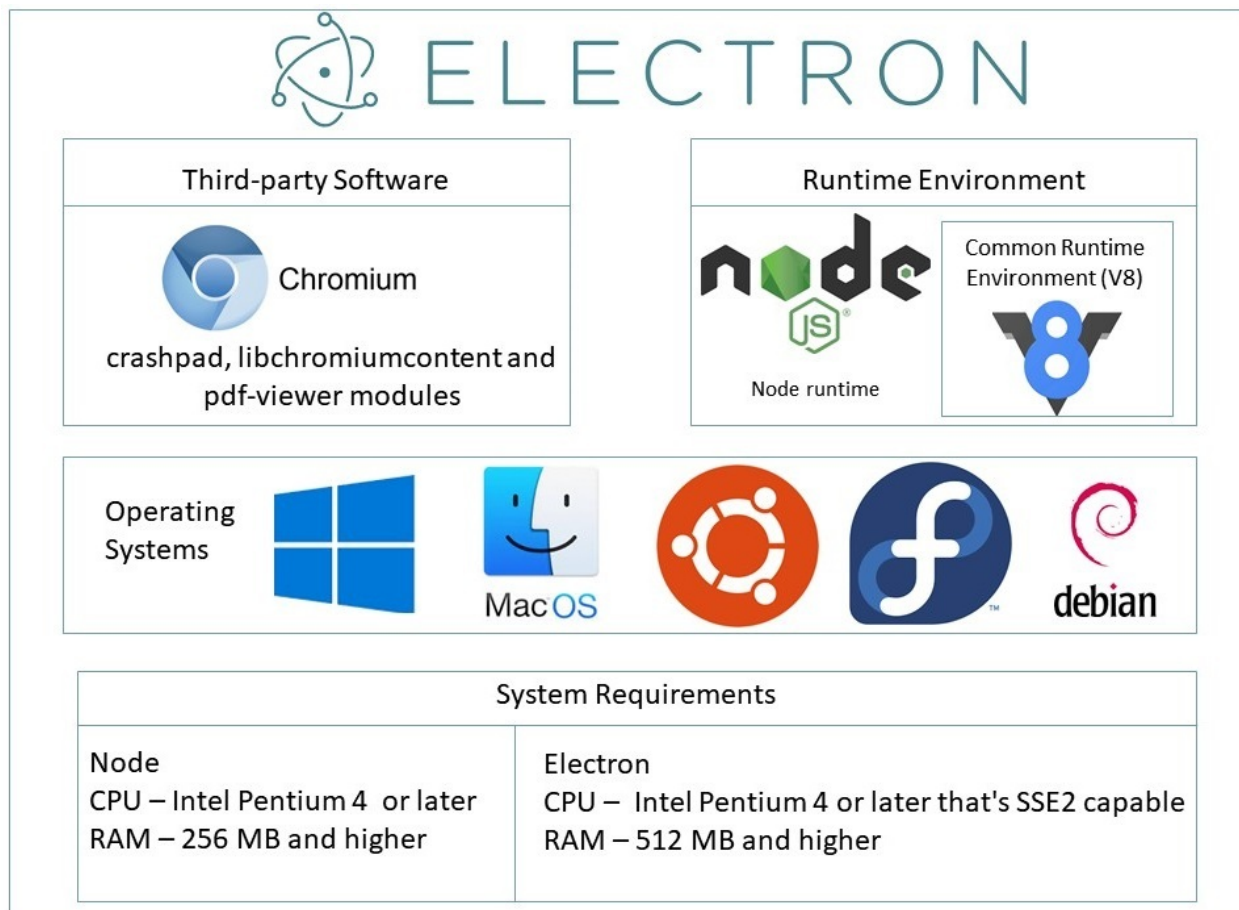 ELECTRON
Third-party Software
Chromium
crashpad, libchromiumcontent and
pdf-viewer modules
Runtime Environment
node
JS®
Node runtime
Common Runtime
Environment (V8)
V8
Operating
Systems
MacOS
f
™
debian
System Requirements
Node
CPU – Intel Pentium 4 or later
RAM – 256 MB and higher
Electron
CPU – Intel Pentium 4 or later that's SSE2 capable
RAM – 512 MB and higher